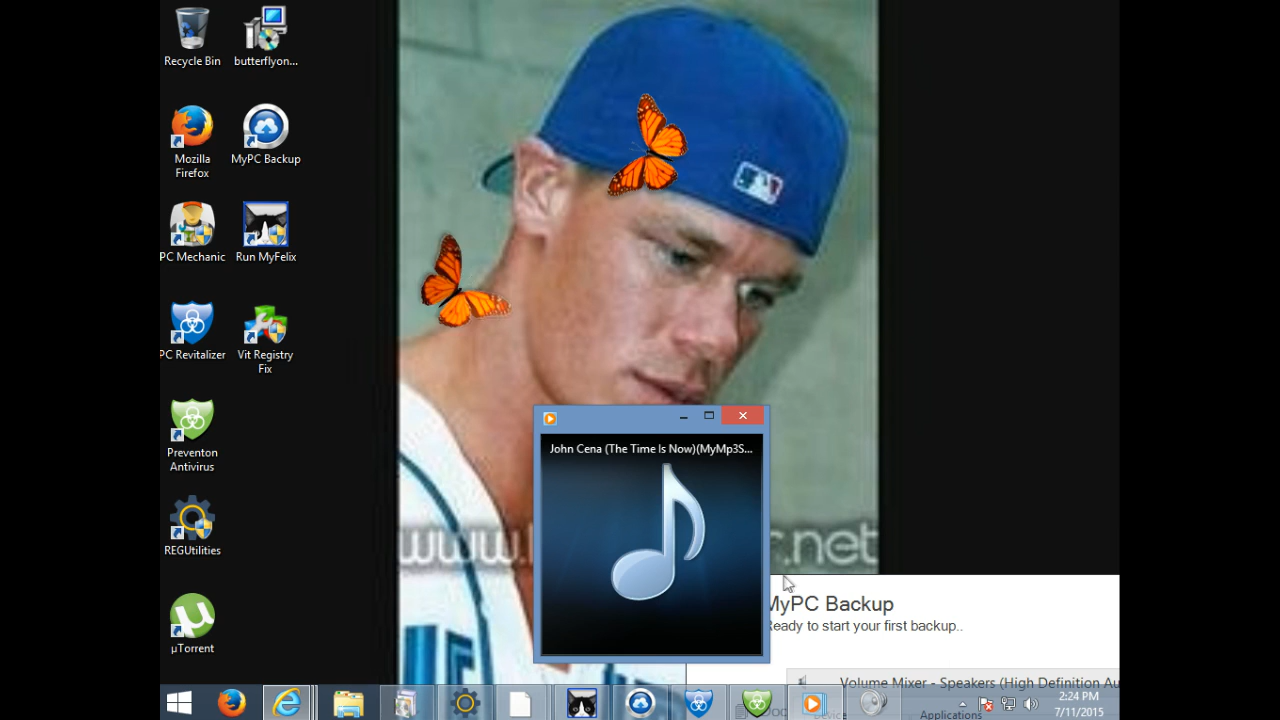 Recycle Bin
butterflyon...
Mozilla
Firefox
MyPC Backup
PC Mechanic
Run MyFelix
PC Revitalizer
Vit Registry
Fix
Preventon
Antivirus
REGUtilities
µTorrent
John Cena (The Time Is Now)(MyMp3S...
www.
.net
MyPC Backup
Ready to start your first backup..
Volume Mixer - Speakers (High Definition Au
Device
Applications
2:24 PM
7/11/2015